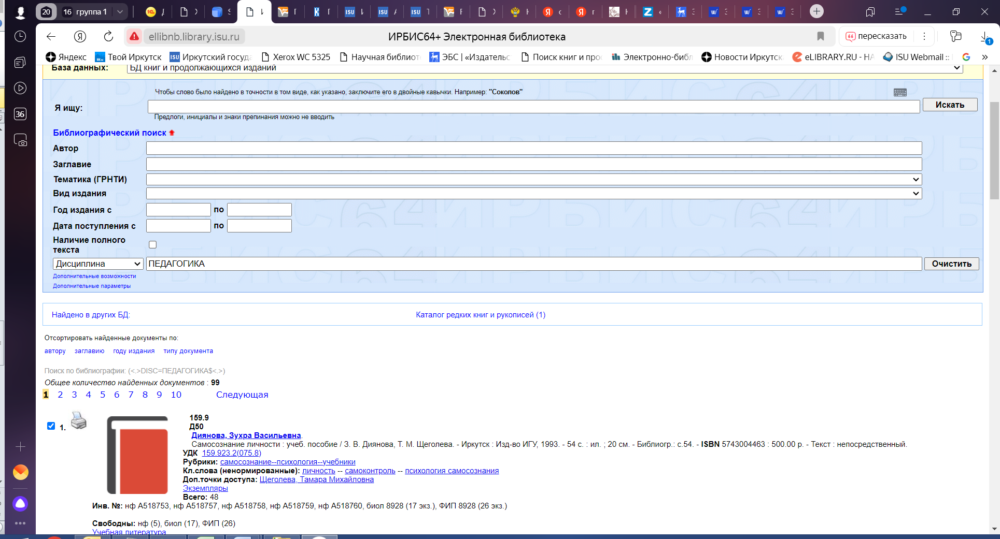 20 16 группа 1
ellibnb.library.isu.ru ИРБИС64+ Электронная библиотека пересказать 1
Яндекс Твой Иркутск Иркутский госуда Xerox WC 5325 Научная библиот ЭБС | «Издательс Поиск книг и прос Электронно-библ Новости Иркутск eLIBRARY.RU - НА ISU Webmail :: »
36
База данных: БД книг и продолжающихся изданий
Чтобы слово было найдено в точности в том виде, как указано, заключите его в двойные кавычки. Например: "Соколов"
Я ищу: Искать
Предлоги, инициалы и знаки препинания можно не вводить
Библиографический поиск
Автор
Заглавие
Тематика (ГРНТИ)
Вид издания
Год издания с по
Дата поступления с по
Наличие полного
текста
Дисциплина ПЕДАГОГИКА Очистить
Дополнительные возможности
Дополнительные параметры
Найдено в других БД: Каталог редких книг и рукописей (1)
Отсортировать найденные документы по:
автору заглавию году издания типу документа
Поиск по библиографии: (<.>DISC=ПЕДАГОГИКА$<.>)
Общее количество найденных документов : 99
1 2 3 4 5 6 7 8 9 10 Следующая
1.
159.9
Д50
Диянова, Зухра Васильевна.
Самосознание личности : учеб. пособие / З. В. Диянова, Т. М. Щеголева. - Иркутск : Изд-во ИГУ, 1993. - 54 с. : ил. ; 20 см. - Библиогр.: с.54. - ISBN 5743004463 : 500.00 р. - Текст : непосредственный.
УДК 159.923.2(075.8)
Рубрики: самосознание--психология--учебники
Кл.слова (ненормированные): личность -- самоконтроль -- психология самосознания
Доп.точки доступа: Щеголева, Тамара Михайловна
Экземпляры
Всего: 48
Инв. №: нф А518753, нф А518757, нф А518758, нф А518759, нф А518760, биол 8928 (17 экз.), ФИП 8928 (26 экз.)
Свободны: нф (5), биол (17), ФИП (26)
Учебная литература